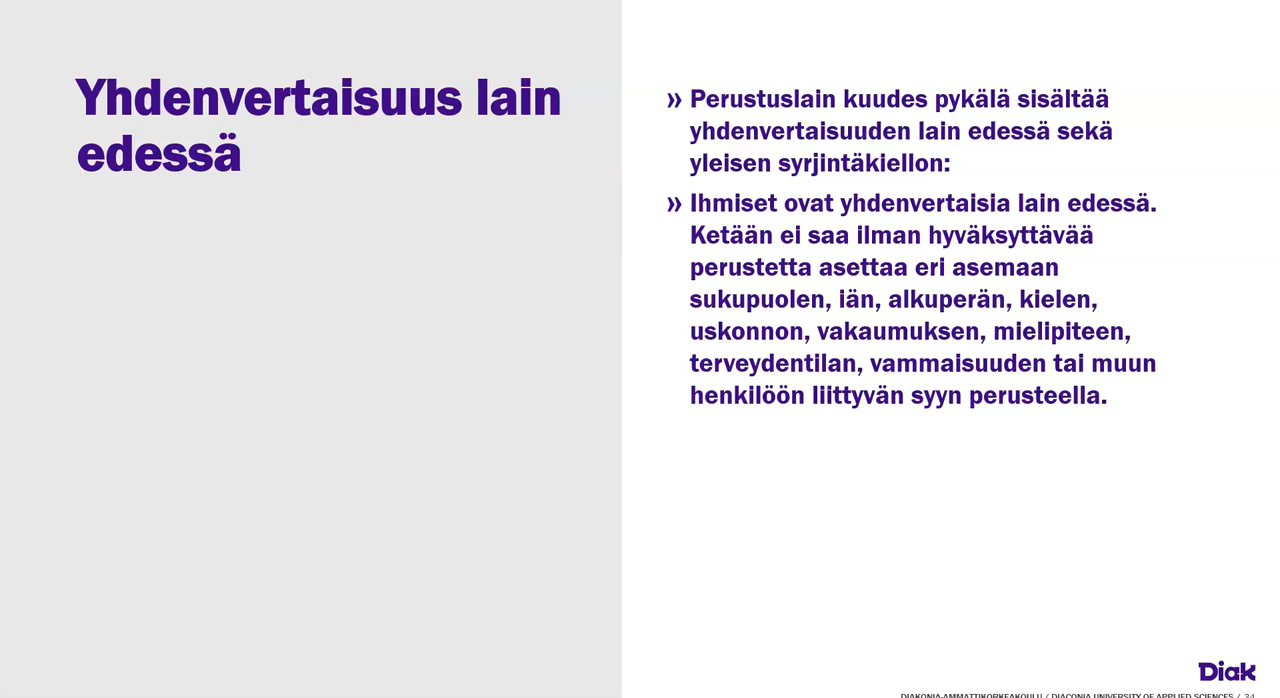 Yhdenvertaisuus lain
edessä
» Perustuslain kuudes pykälä sisältää
yhdenvertaisuuden lain edessä sekä
yleisen syrjintäkiellon:
» Ihmiset ovat yhdenvertaisia lain edessä.
Ketään ei saa ilman hyväksyttävää
perustetta asettaa eri asemaan
sukupuolen, iän, alkuperän, kielen,
uskonnon, vakaumuksen, mielipiteen,
terveydentilan, vammaisuuden tai muun
henkilöön liittyvän syyn perusteella.
Diak
DIAKONIA-AMMATTIKORKEAKOULU / DIACONIA UNIVERSITY OF APPLIED SCIENCES / 34